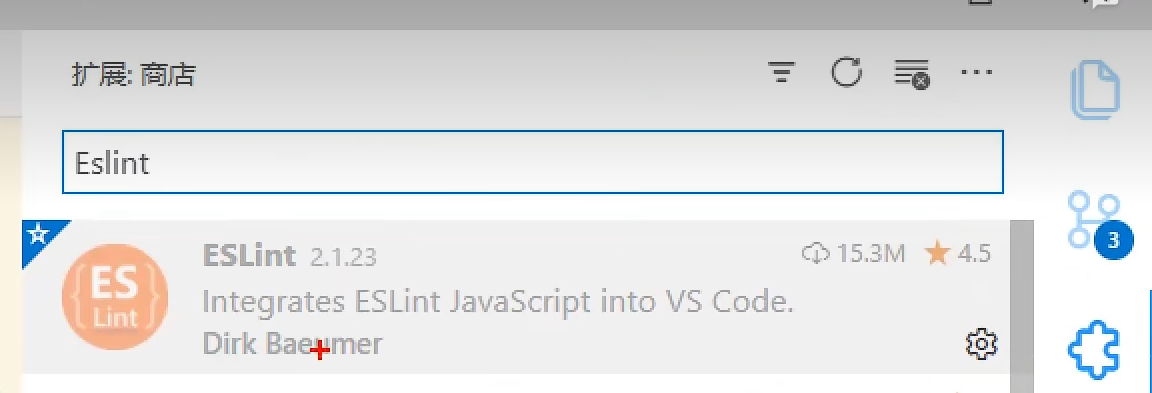 扩展: 商店
Eslint
3
ES
Lint
ESLint 2.1.23 15.3M 4.5
Integrates ESLint JavaScript into VS Code.
Dirk Baeumer